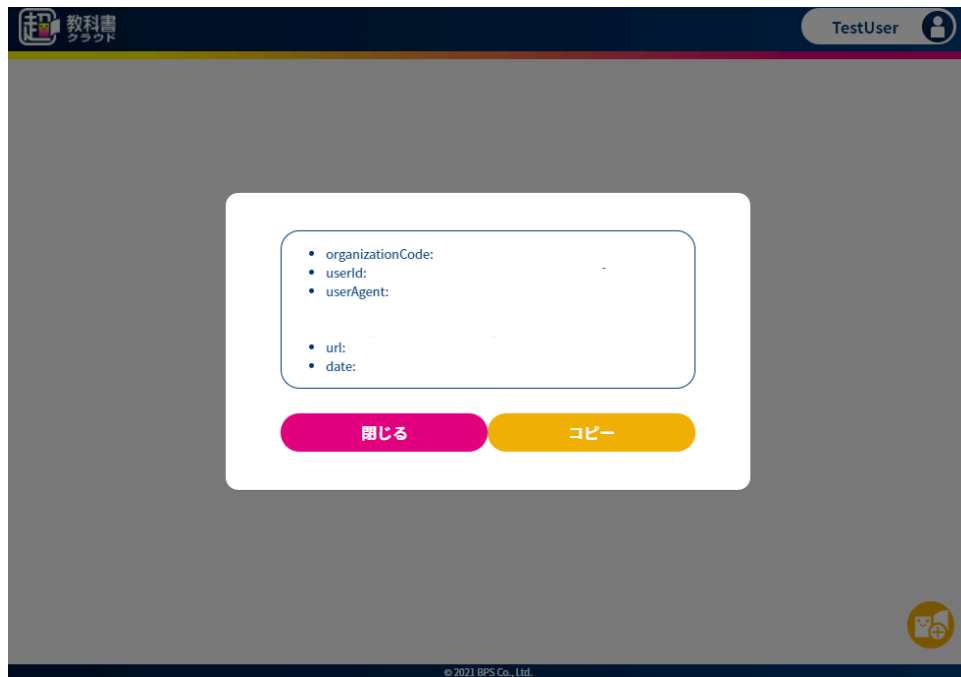 超 教科書
クラウド
TestUser
organizationCode:
userId:
userAgent:
url:
date:
閉じる
コピー
© 2021 BPS Co., Ltd.